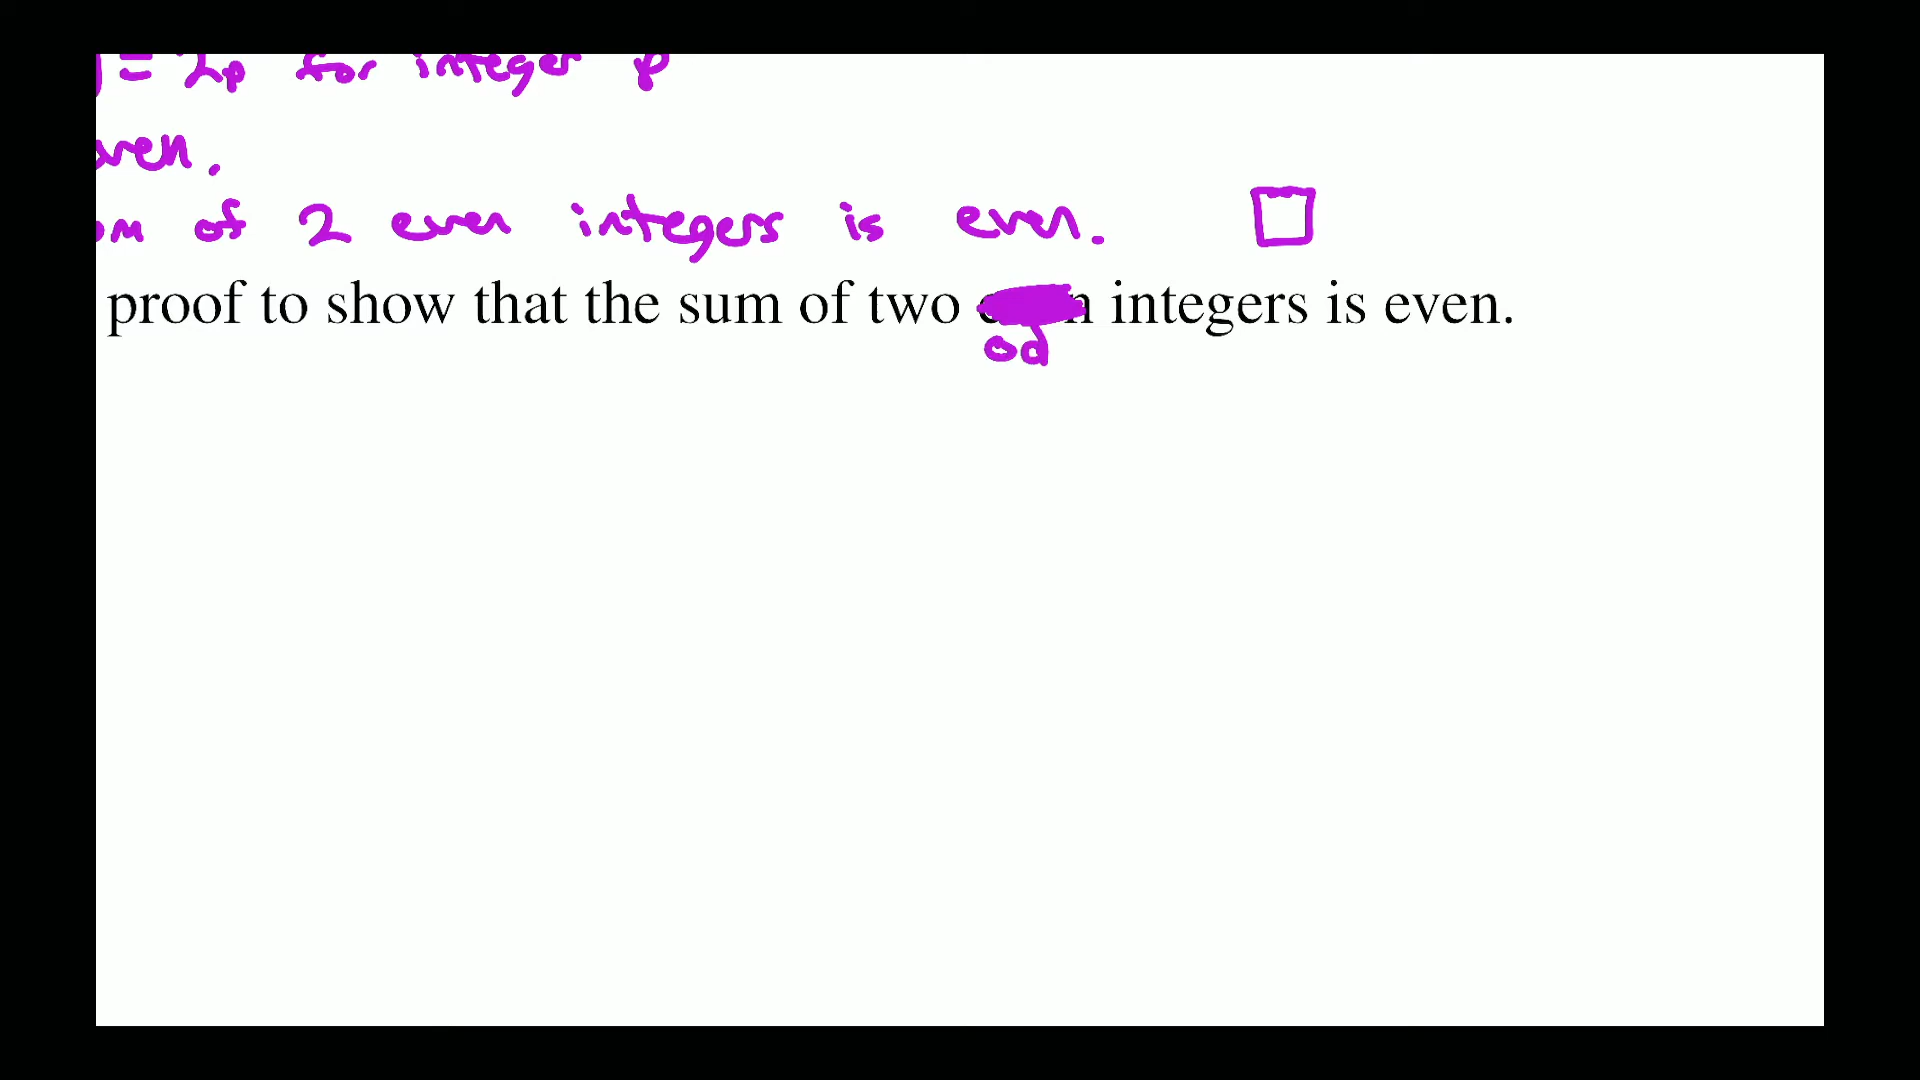 = 2p for integer p
even.
of 2 even integers is even.
proof to show that the sum of two integers is even.
od